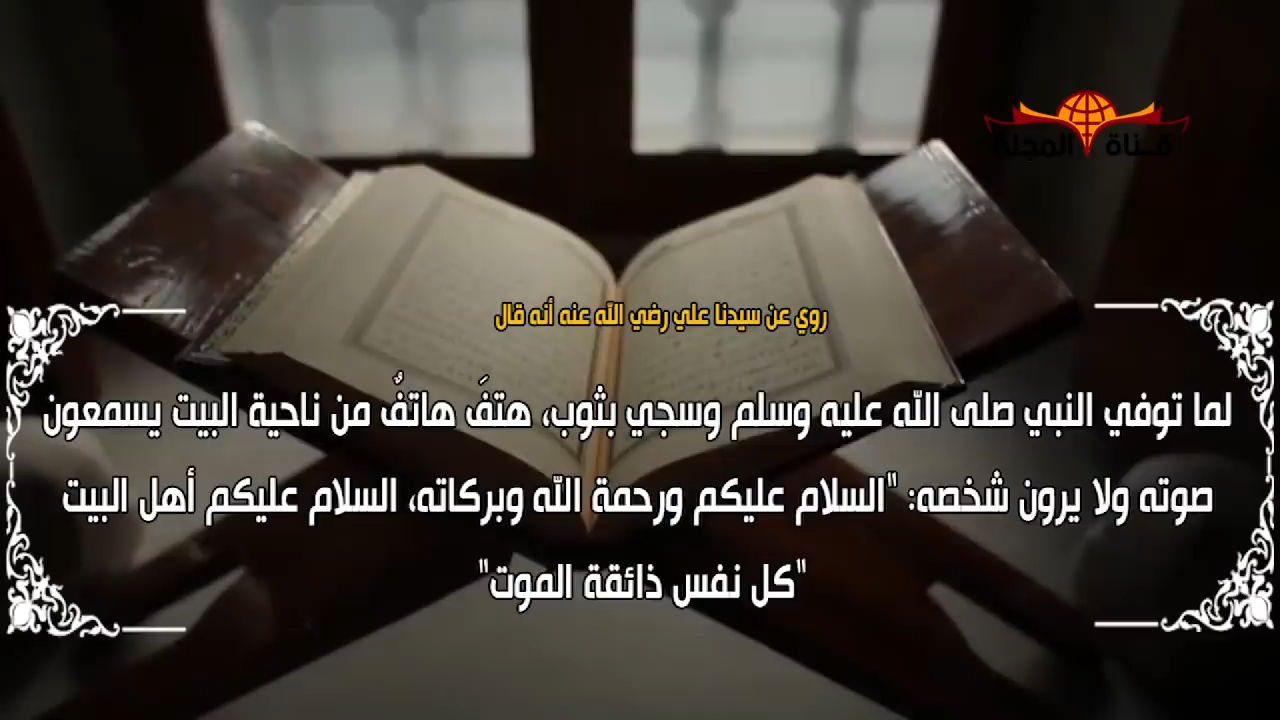 قناة المجلة
روي عن سيدنا علي رضي الله عنه أنه قال
لما توفي النبي صلى الله عليه وسلم وسجي بثوب، هتفَ هاتفٌ من ناحية البيت يسمعون
صوته ولا يرون شخصه: "السلام عليكم ورحمة الله وبركاته، السلام عليكم أهل البيت
"كل نفس ذائقة الموت"